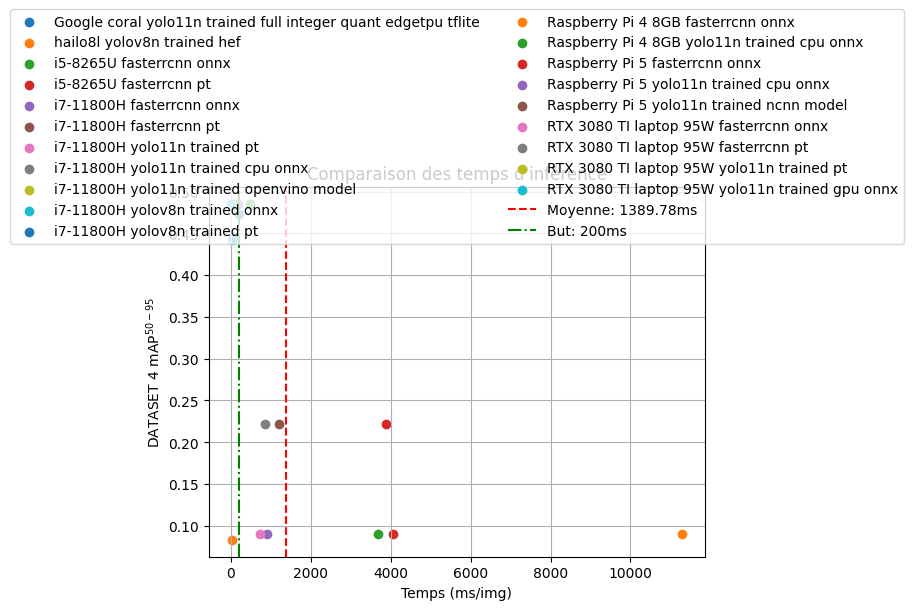 Google coral yolo11n trained full integer quant edgetpu tflite
hailo8l yolov8n trained hef
i5-8265U fasterrcnn onnx
i5-8265U fasterrcnn pt
i7-11800H fasterrcnn onnx
i7-11800H fasterrcnn pt
i7-11800H yolo11n trained pt
i7-11800H yolo11n trained cpu onnx
i7-11800H yolo11n trained openvino model
i7-11800H yolov8n trained onnx
i7-11800H yolov8n trained pt
Raspberry Pi 4 8GB fasterrcnn onnx
Raspberry Pi 4 8GB yolo11n trained cpu onnx
Raspberry Pi 5 fasterrcnn onnx
Raspberry Pi 5 yolo11n trained cpu onnx
Raspberry Pi 5 yolo11n trained ncnn model
RTX 3080 TI laptop 95W fasterrcnn onnx
RTX 3080 TI laptop 95W fasterrcnn pt
RTX 3080 TI laptop 95W yolo11n trained pt
RTX 3080 TI laptop 95W yolo11n trained gpu onnx
Moyenne: 1389.78ms
But: 200ms
Comparaison des temps d'inférence
0.50
0.45
0.40
0.35
0.30
0.25
0.20
0.15
0.10
DATASET 4 mAP⁵⁰⁻⁹⁵
0 2000 4000 6000 8000 10000
Temps (ms/img)